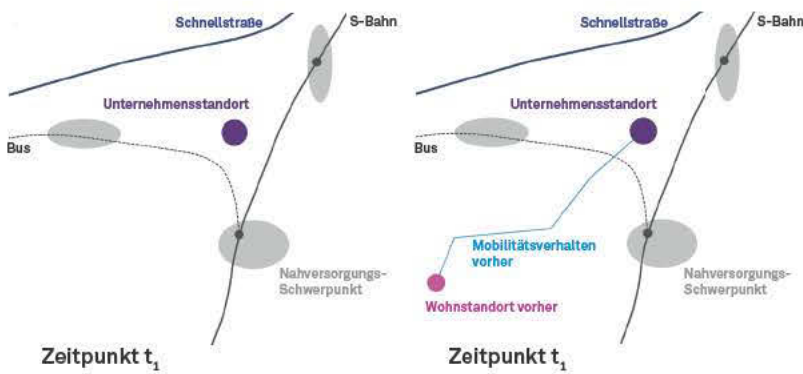 Schnellstraße
S-Bahn
Unternehmensstandort
Bus
Nahversorgungs-
Schwerpunkt
Zeitpunkt t₁
Schnellstraße
S-Bahn
Unternehmensstandort
Bus
Mobilitätsverhalten
vorher
Nahversorgungs-
Schwerpunkt
Wohnstandort vorher
Zeitpunkt t₁